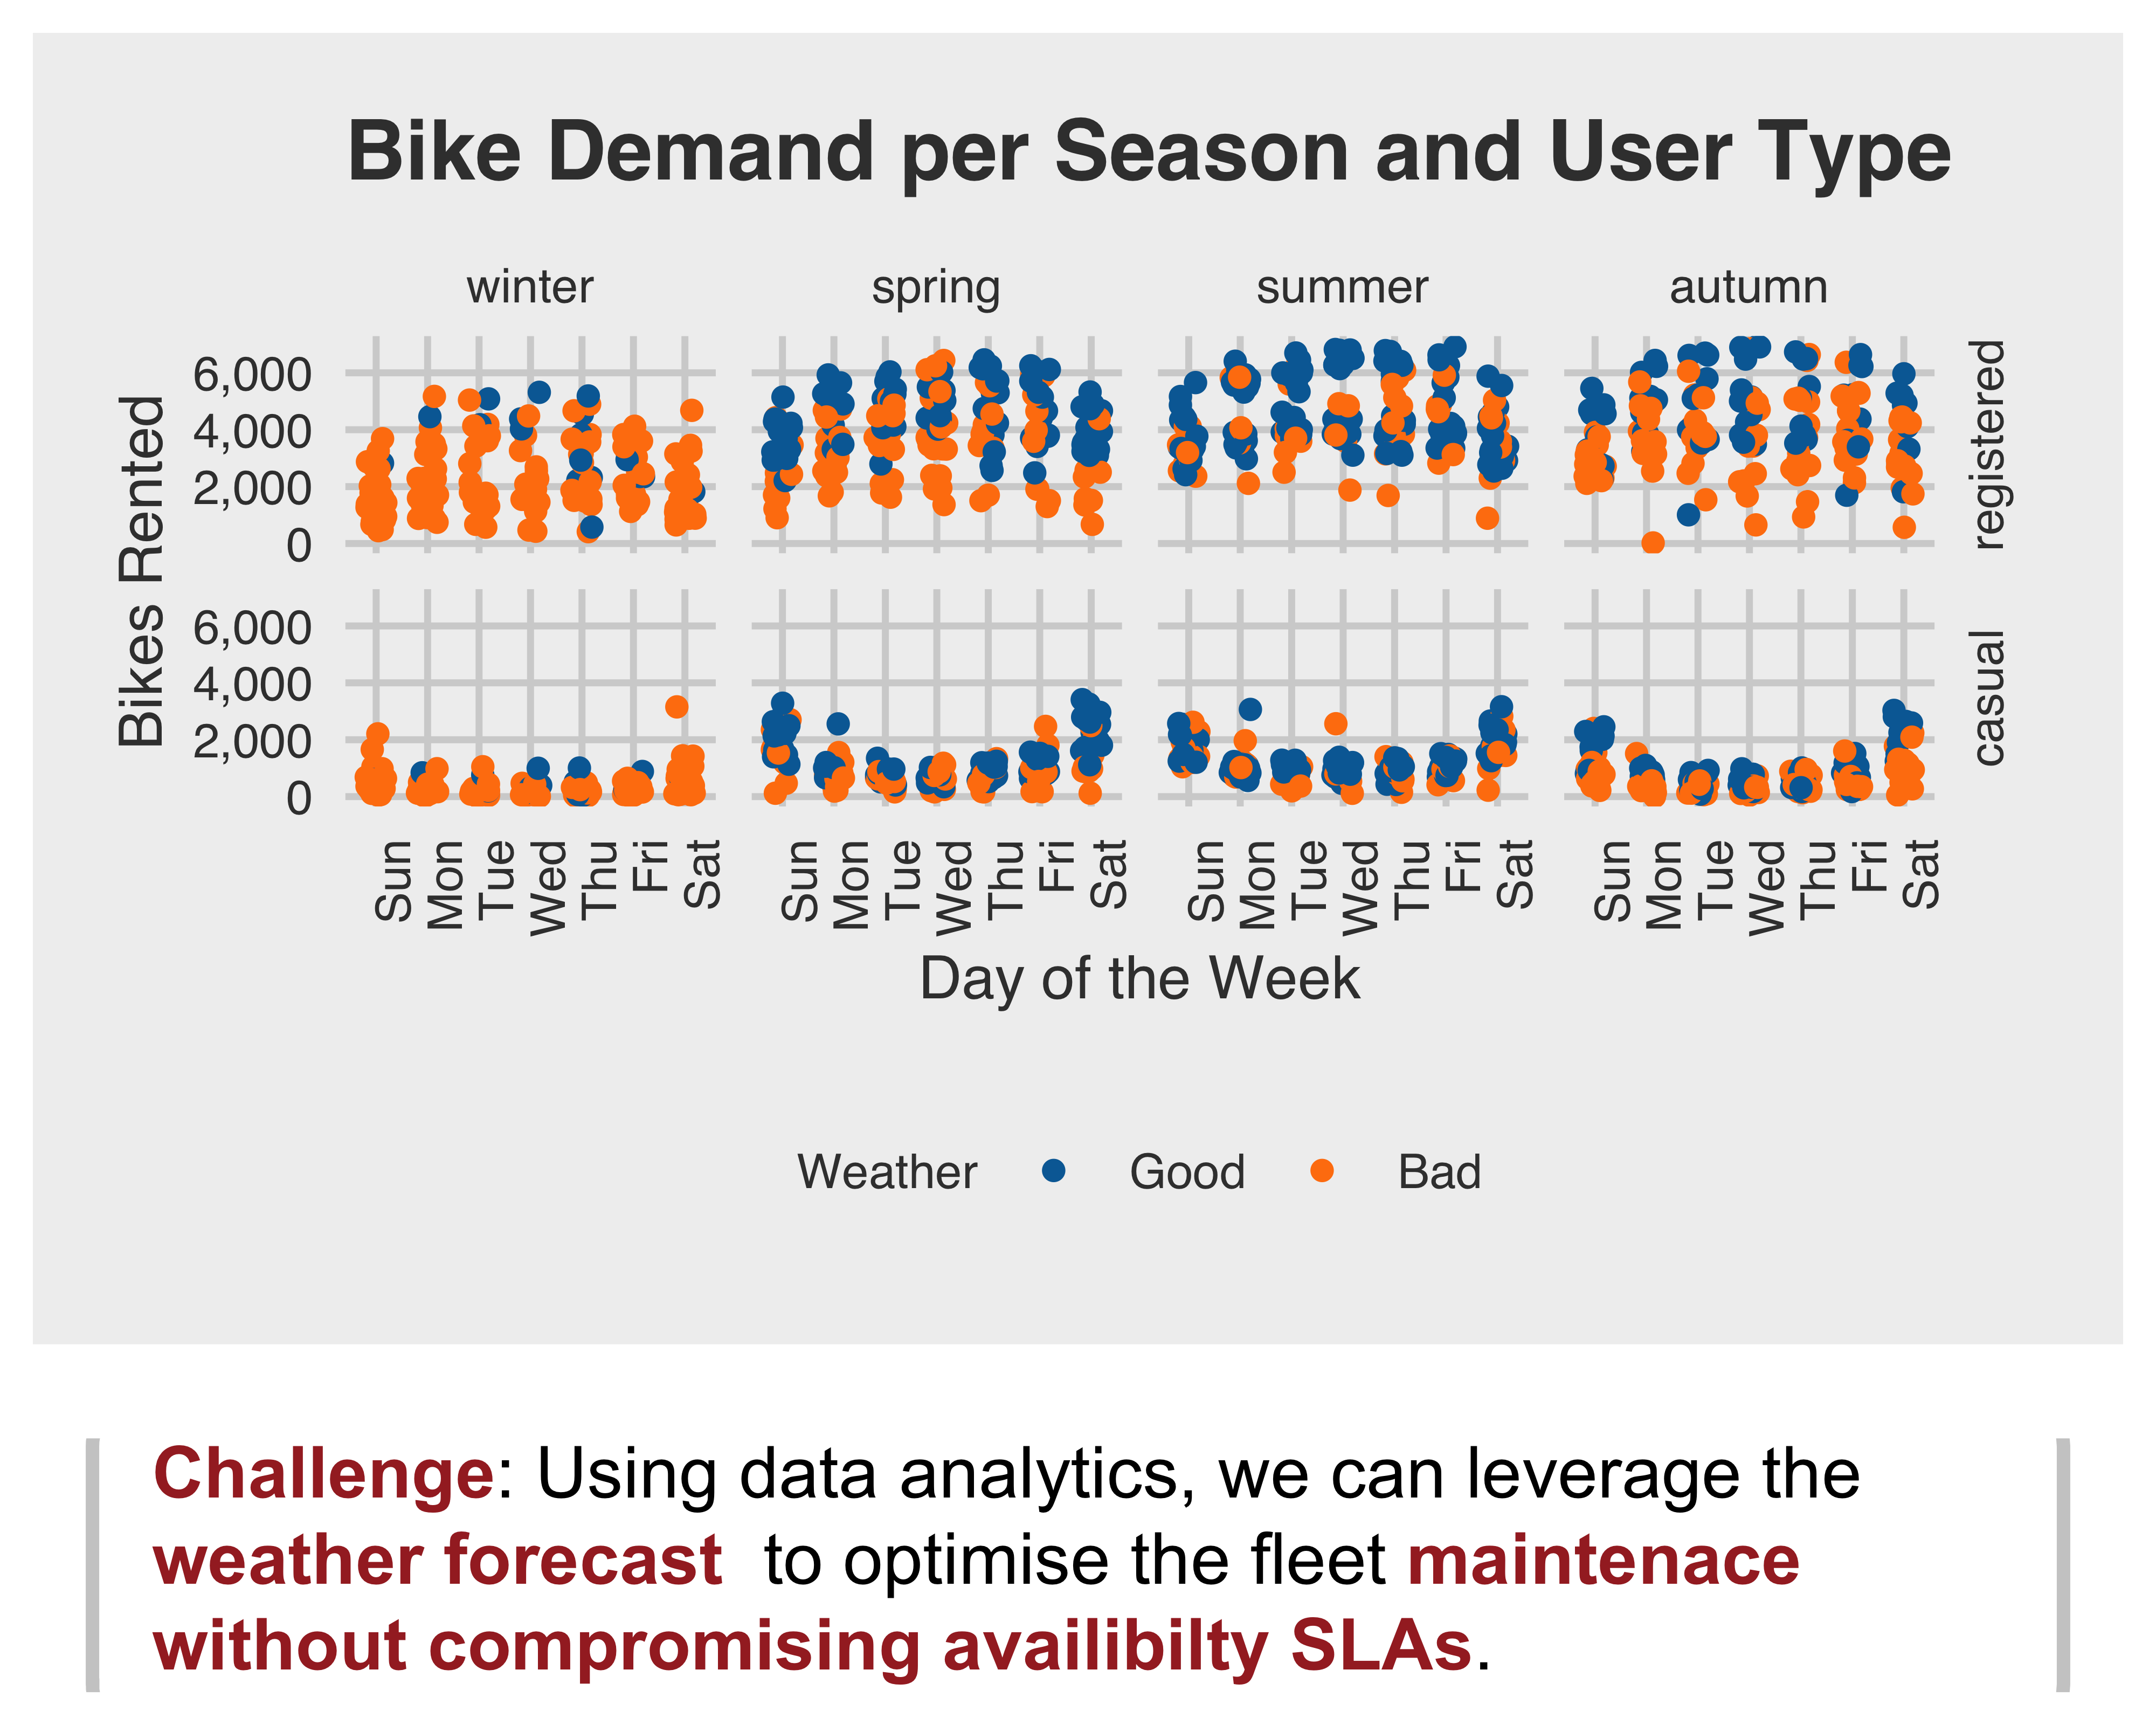 Bike Demand per Season and User Type
winter spring summer autumn
6,000
4,000
2,000
0
registered
Bikes Rented
6,000
4,000
2,000
0
casual
Sun Mon Tue Wed Thu Fri Sat Sun Mon Tue Wed Thu Fri Sat Sun Mon Tue Wed Thu Fri Sat Sun Mon Tue Wed Thu Fri Sat
Day of the Week
Weather Good Bad
Challenge: Using data analytics, we can leverage the
weather forecast to optimise the fleet maintenace
without compromising availibilty SLAs.